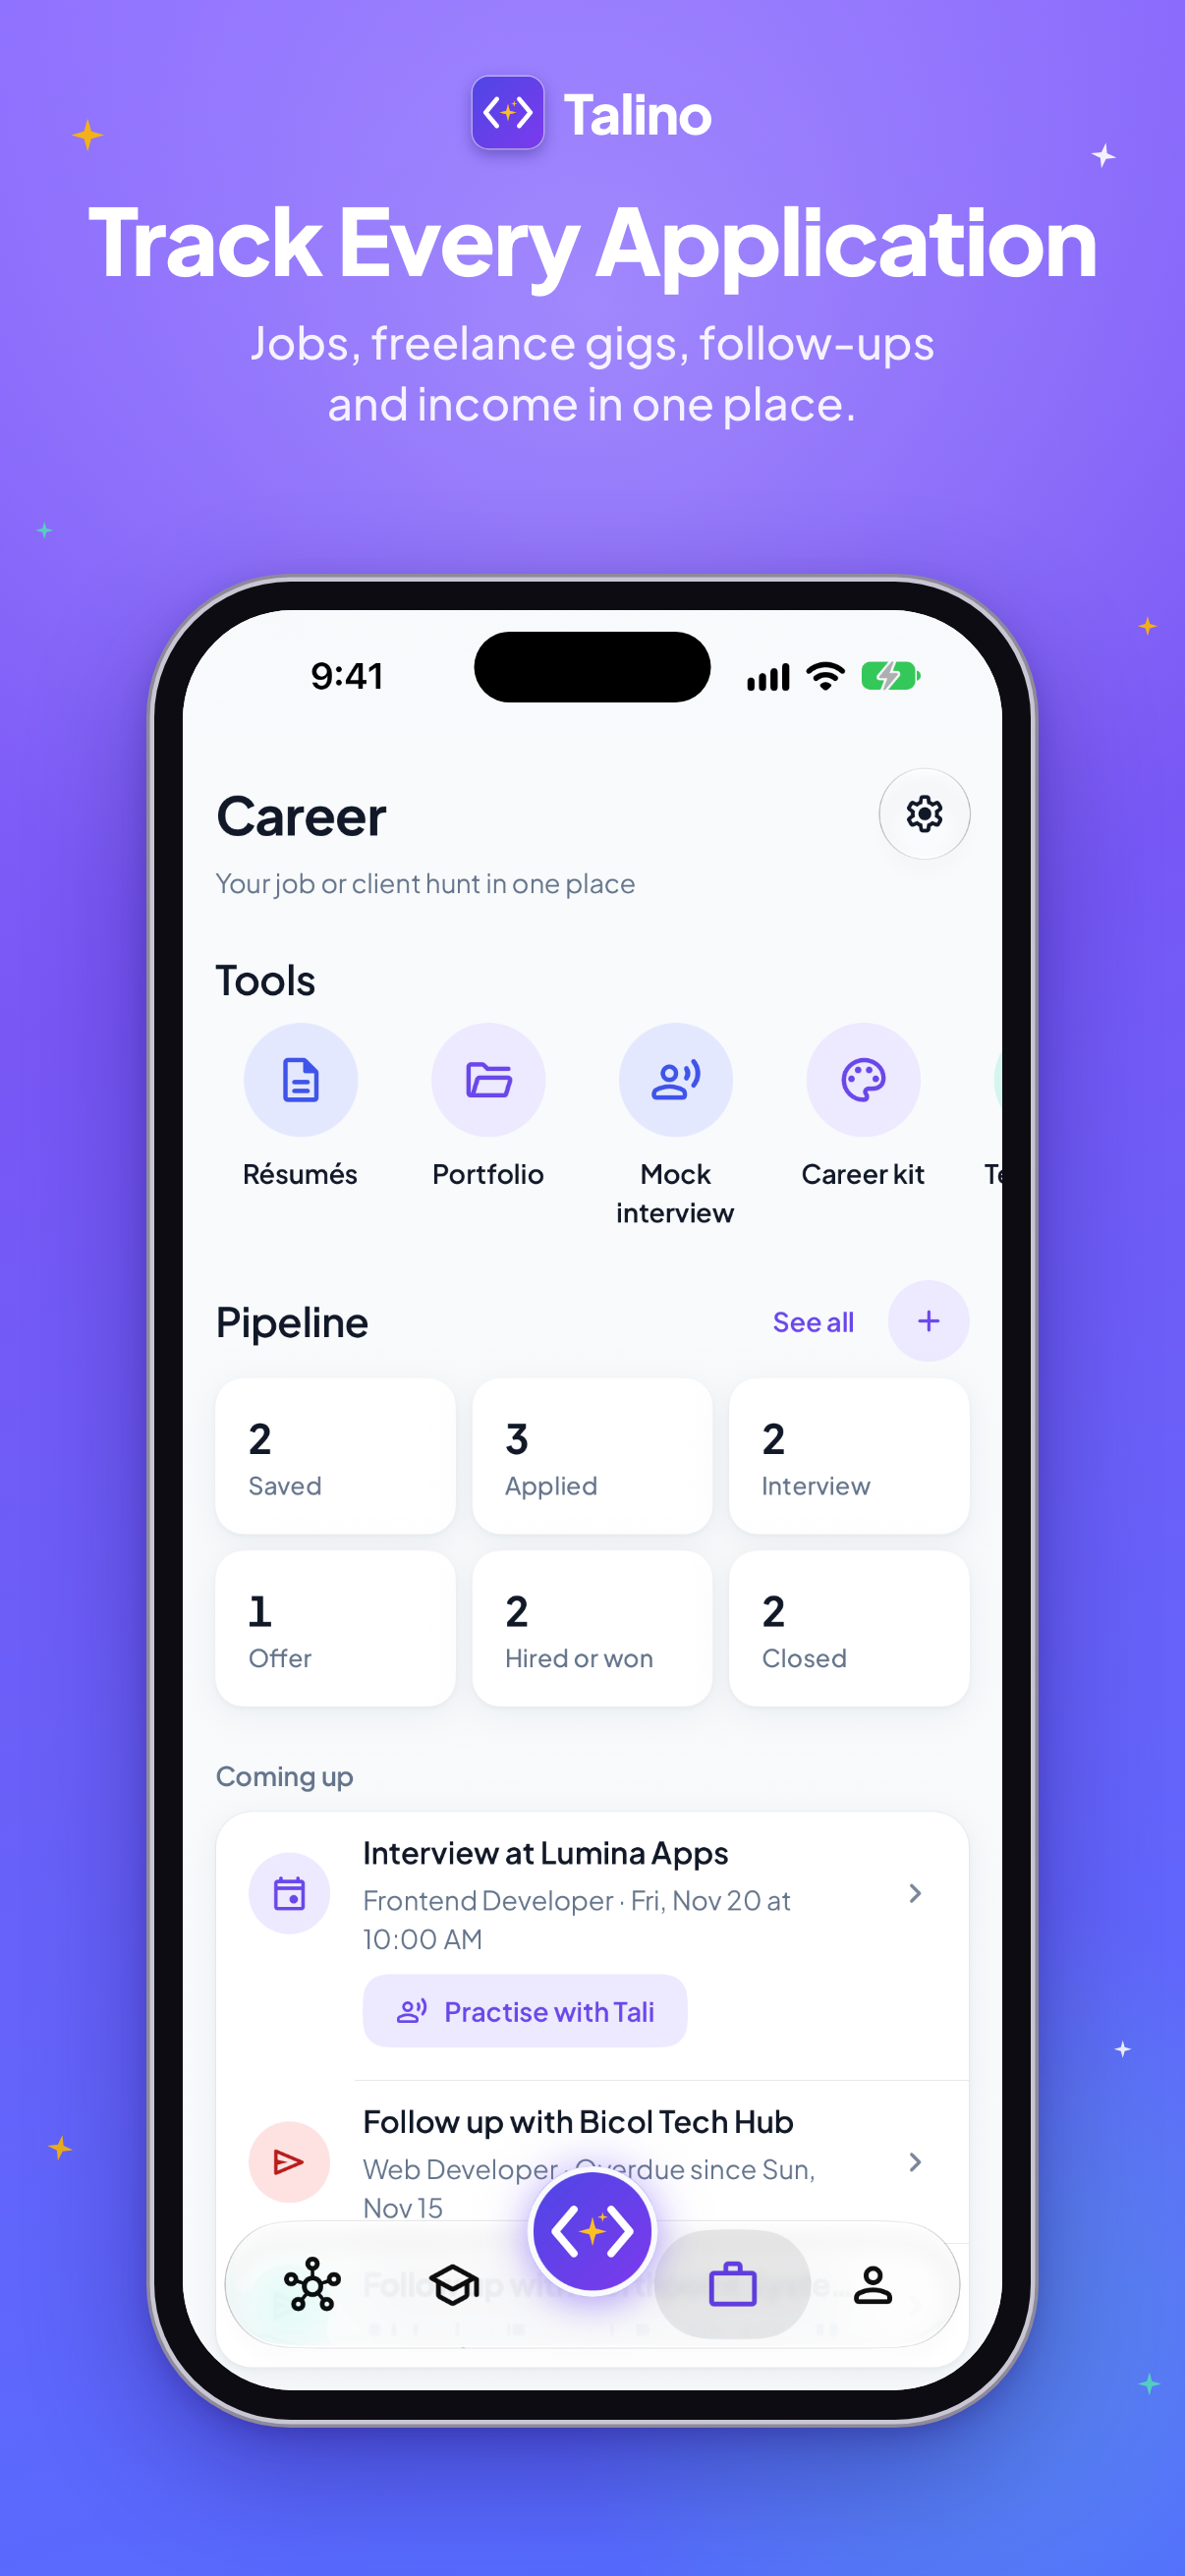 Talino
Track Every Application
Jobs, freelance gigs, follow-ups
and income in one place.
9:41
Career
Your job or client hunt in one place
Tools
Résumés
Portfolio
Mock
interview
Career kit
Pipeline
See all
2
Saved
3
Applied
2
Interview
1
Offer
2
Hired or won
2
Closed
Coming up
Interview at Lumina Apps
Frontend Developer · Fri, Nov 20 at
10:00 AM
Practise with Tali
Follow up with Bicol Tech Hub
Web Developer · Overdue since Sun,
Nov 15